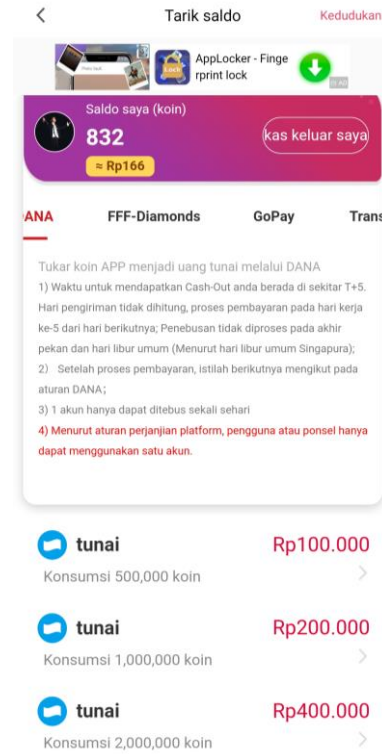 Tarik saldo
Kedudukan
AppLocker - Finge
rprint lock
Lock
Saldo saya (koin)
832
≈ Rp166
kas keluar saya
ANA
FFF-Diamonds
GoPay
Trans
Tukar koin APP menjadi uang tunai melalui DANA
1) Waktu untuk mendapatkan Cash-Out anda berada di sekitar T+5.
Hari pengiriman tidak dihitung, proses pembayaran pada hari kerja
ke-5 dari hari berikutnya; Penebusan tidak diproses pada akhir
pekan dan hari libur umum (Menurut hari libur umum Singapura);
2) Setelah proses pembayaran, istilah berikutnya mengikut pada
aturan DANA;
3) 1 akun hanya dapat ditebus sekali sehari
4) Menurut aturan perjanjian platform, pengguna atau ponsel hanya
dapat menggunakan satu akun.
tunai
Rp100.000
Konsumsi 500,000 koin
tunai
Rp200.000
Konsumsi 1,000,000 koin
tunai
Rp400.000
Konsumsi 2,000,000 koin